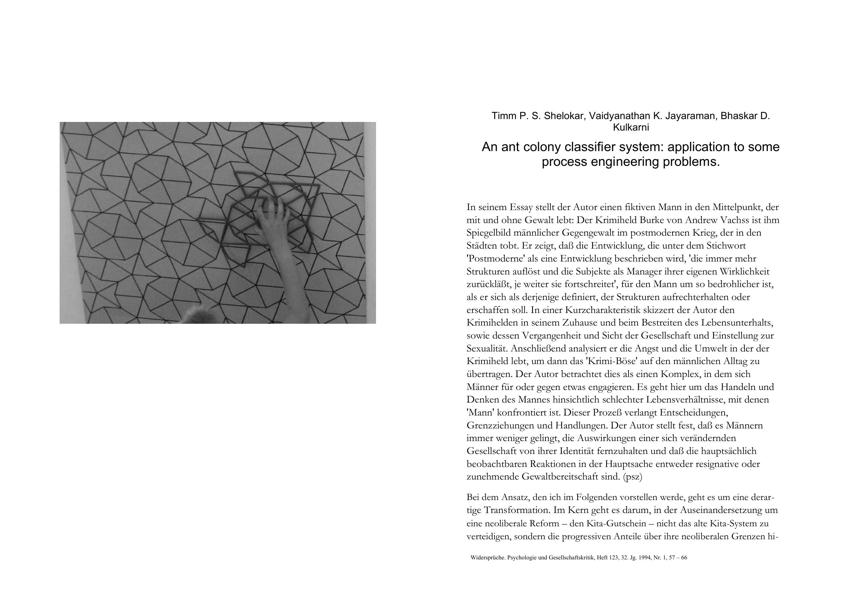 Timm P. S. Shelokar, Vaidyanathan K. Jayaraman, Bhaskar D.
Kulkarni
An ant colony classifier system: application to some
process engineering problems.
In seinem Essay stellt der Autor einen fiktiven Mann in den Mittelpunkt, der
mit und ohne Gewalt lebt: Der Krimiheld Burke von Andrew Vachss ist ihm
Spiegelbild männlicher Gegengewalt im postmodernen Krieg, der in den
Städten tobt. Er zeigt, daß die Entwicklung, die unter dem Stichwort
'Postmoderne' als eine Entwicklung beschrieben wird, 'die immer mehr
Strukturen auflöst und die Subjekte als Manager ihrer eigenen Wirklichkeit
zurückläßt, je weiter sie fortschreitet', für den Mann um so bedrohlicher ist,
als er sich als derjenige definiert, der Strukturen aufrechterhalten oder
erschaffen soll. In einer Kurzcharakteristik skizzert der Autor den
Krimihelden in seinem Zuhause und beim Bestreiten des Lebensunterhalts,
sowie dessen Vergangenheit und Sicht der Gesellschaft und Einstellung zur
Sexualität. Anschließend analysiert er die Angst und die Umwelt in der der
Krimiheld lebt, um dann das 'Krimi-Böse' auf den männlichen Alltag zu
übertragen. Der Autor betrachtet dies als einen Komplex, in dem sich
Männer für oder gegen etwas engagieren. Es geht hier um das Handeln und
Denken des Mannes hinsichtlich schlechter Lebensverhältnisse, mit denen
'Mann' konfrontiert ist. Dieser Prozeß verlangt Entscheidungen,
Grenzziehungen und Handlungen. Der Autor stellt fest, daß es Männern
immer weniger gelingt, die Auswirkungen einer sich verändernden
Gesellschaft von ihrer Identität fernzuhalten und daß die hauptsächlich
beobachtbaren Reaktionen in der Hauptsache entweder resignative oder
zunehmende Gewaltbereitschaft sind. (psz)
Bei dem Ansatz, den ich im Folgenden vorstellen werde, geht es um eine derar-
tige Transformation. Im Kern geht es darum, in der Auseinandersetzung um
eine neoliberale Reform – den Kita-Gutschein – nicht das alte Kita-System zu
verteidigen, sondern die progressiven Anteile über ihre neoliberalen Grenzen hi-
Widersprüche. Psychologie und Gesellschaftskritik, Heft 123, 32. Jg. 1994, Nr. 1, 57 – 66